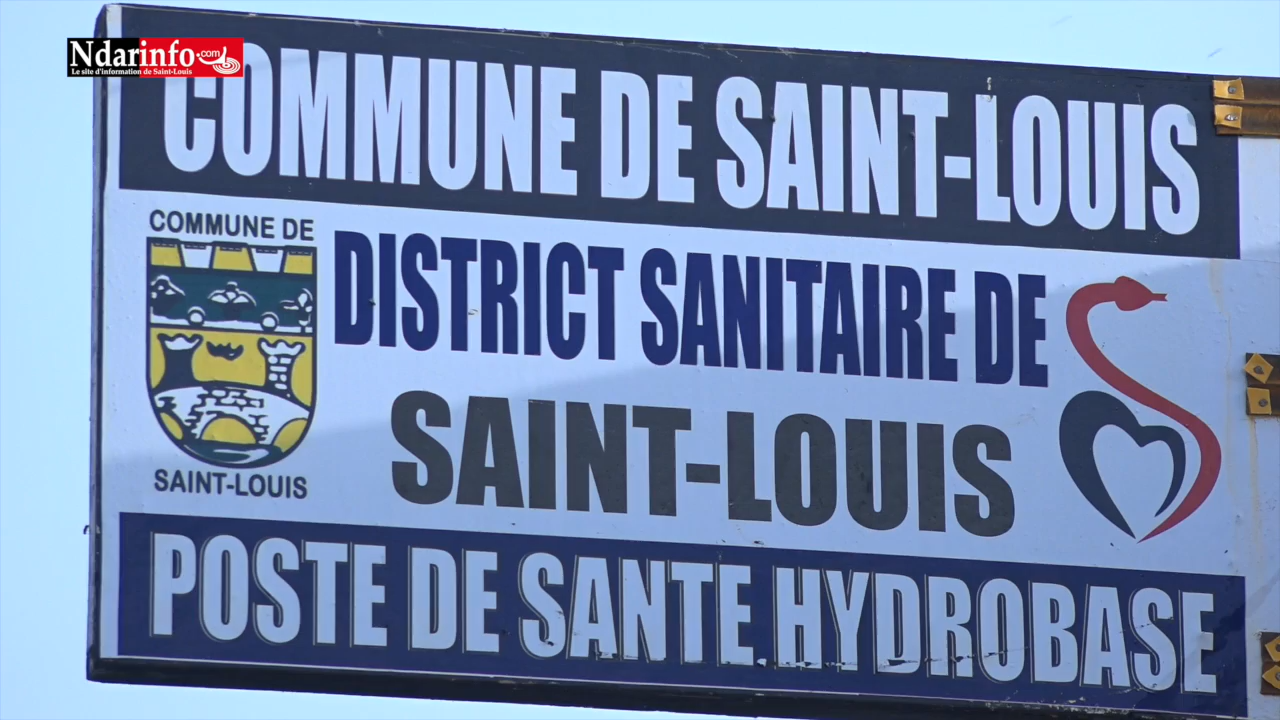 Ndarinfo.com
Le site d'information de Saint-Louis
COMMUNE DE SAINT-LOUIS
COMMUNE DE
SAINT-LOUIS
DISTRICT SANITAIRE DE
SAINT-LOUIS
POSTE DE SANTE HYDROBASE